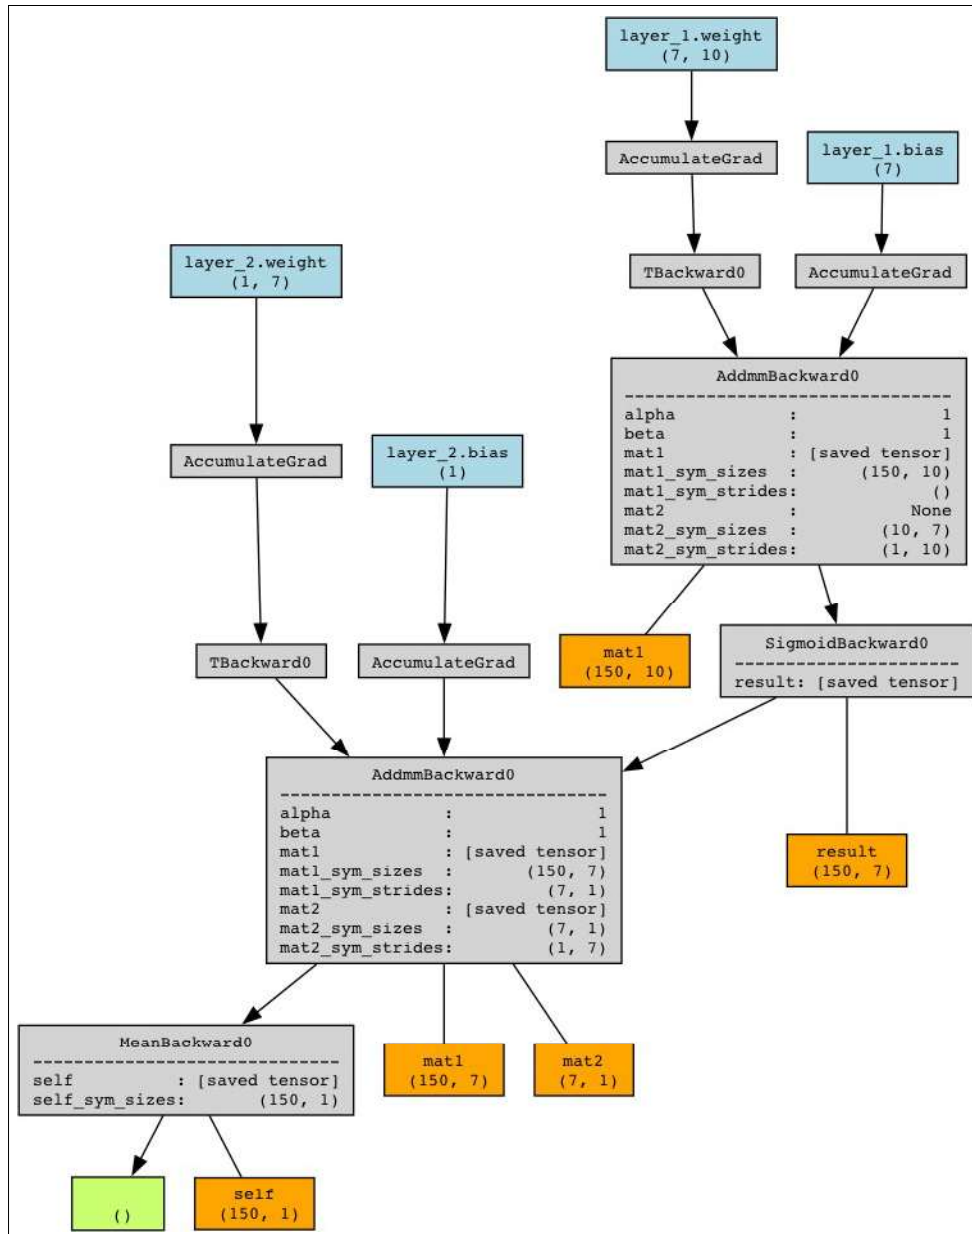 layer_1.weight
(7, 10)
AccumulateGrad
layer_1.bias
(7)
layer_2.weight
(1, 7)
TBackward0
AccumulateGrad
AddmmBackward0
---------------------------------
alpha : 1
beta : 1
mat1 : [saved tensor]
mat1_sym_sizes : (150, 10)
mat1_sym_strides: ()
mat2 : None
mat2_sym_sizes : (10, 7)
mat2_sym_strides: (1, 10)
AccumulateGrad
layer_2.bias
(1)
TBackward0
AccumulateGrad
mat1
(150, 10)
SigmoidBackward0
-----------------------
result: [saved tensor]
AddmmBackward0
---------------------------------
alpha : 1
beta : 1
mat1 : [saved tensor]
mat1_sym_sizes : (150, 7)
mat1_sym_strides: (7, 1)
mat2 : [saved tensor]
mat2_sym_sizes : (7, 1)
mat2_sym_strides: (1, 7)
result
(150, 7)
MeanBackward0
-------------------------------
self : [saved tensor]
self_sym_sizes: (150, 1)
mat1
(150, 7)
mat2
(7, 1)
()
self
(150, 1)